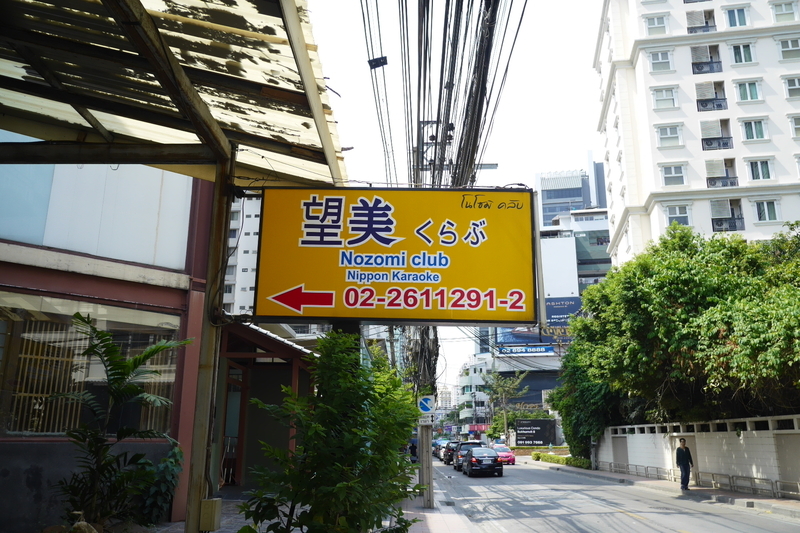 โนโซมิ คลับ
望美 くらぶ
Nozomi club
Nippon Karaoke
02-2611291-2
ASHTON